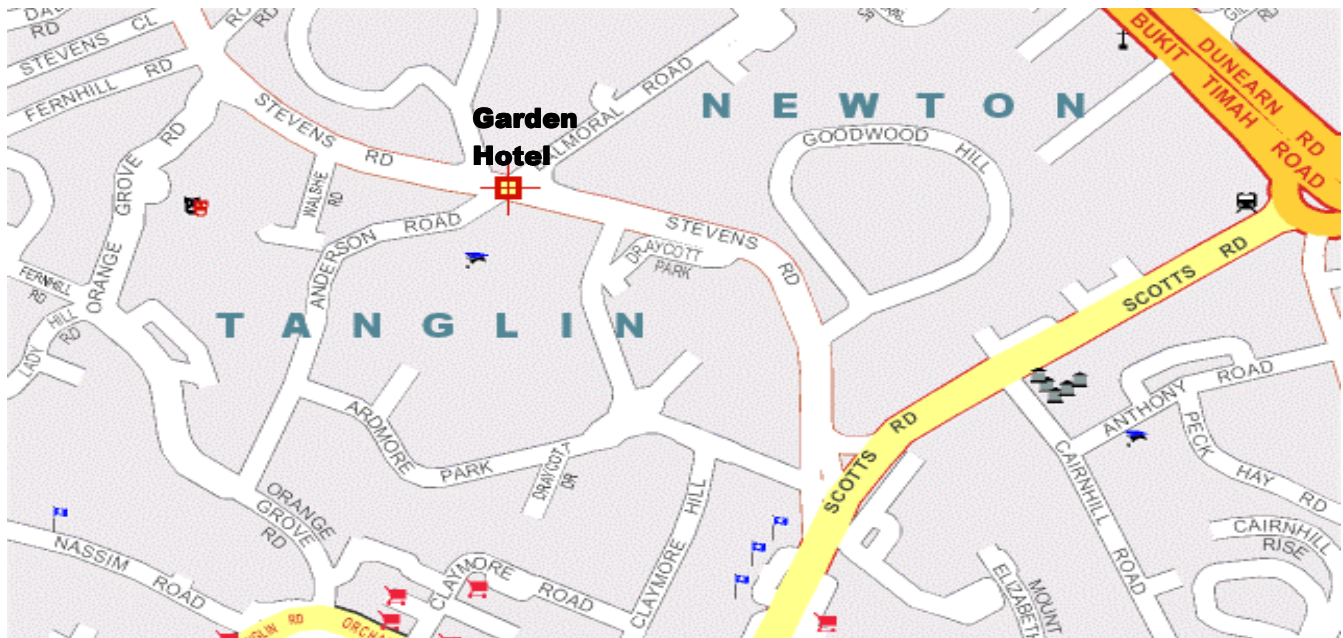 RD
STEVENS CL
FERNHILL RD
RD
STEVENS RD
Garden
Hotel
BALMORAL ROAD
NEWTON
GOODWOOD HILL
DUNEARN RD
BUKIT TIMAH ROAD
ORANGE GROVE RD
WALSHE
RD
ANDERSON ROAD
STEVENS RD
DRAYCOTT
PARK
SCOTTS RD
FERNHILL
RD
LADY HILL RD
TANGLIN
ARDMORE PARK
DRAYCOTT
DR
SCOTTS RD
ANTHONY ROAD
PECK HAY RD
CAIRNHILL ROAD
CAIRNHILL
RISE
ORANGE
GROVE
RD
NASSIM ROAD
CLAYMORE ROAD
CLAYMORE HILL
MOUNT
ELIZABETH
NGLIN RD
ORCHA